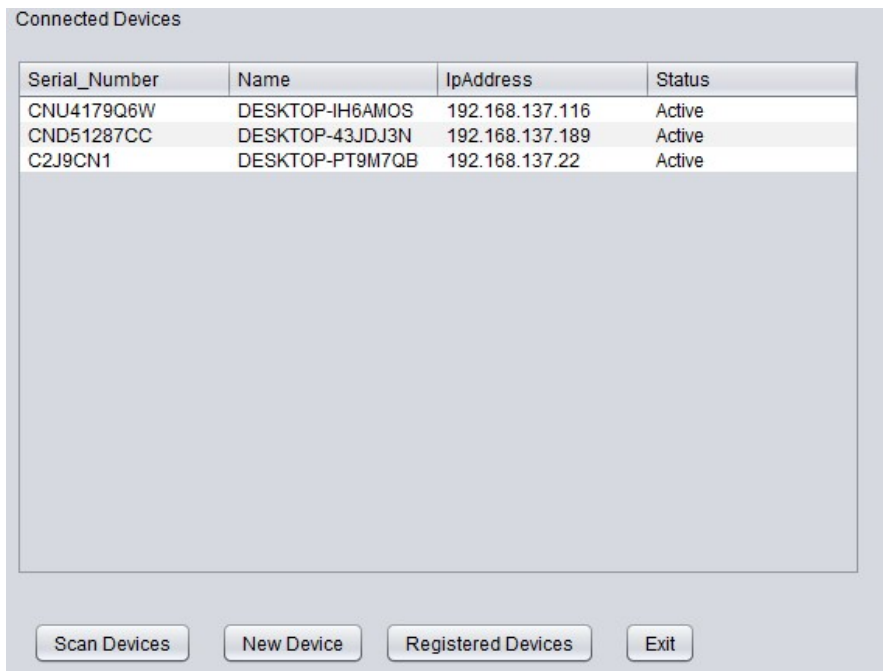 Connected Devices
Serial_Number Name IpAddress Status
CNU4179Q6W DESKTOP-IH6AMOS 192.168.137.116 Active
CND51287CC DESKTOP-43JDJ3N 192.168.137.189 Active
C2J9CN1 DESKTOP-PT9M7QB 192.168.137.22 Active
Scan Devices New Device Registered Devices Exit